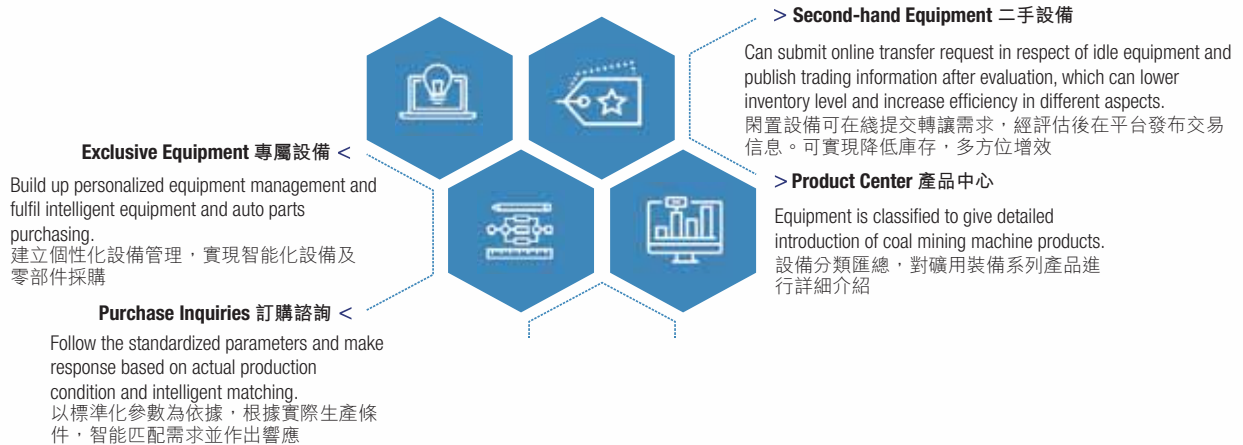 > Second-hand Equipment 二手設備
Can submit online transfer request in respect of idle equipment and
publish trading information after evaluation, which can lower
inventory level and increase efficiency in different aspects.
閑置設備可在綫提交轉讓需求，經評估後在平台發布交易
信息。可實現降低庫存，多方位增效
Exclusive Equipment 專屬設備 <
Build up personalized equipment management and
fulfil intelligent equipment and auto parts
purchasing.
建立個性化設備管理，實現智能化設備及
零部件採購
> Product Center 產品中心
Equipment is classified to give detailed
introduction of coal mining machine products.
設備分類匯總，對礦用裝備系列產品進
行詳細介紹
Purchase Inquiries 訂購諮詢 <
Follow the standardized parameters and make
response based on actual production
condition and intelligent matching.
以標準化參數為依據，根據實際生產條
件，智能匹配需求並作出響應